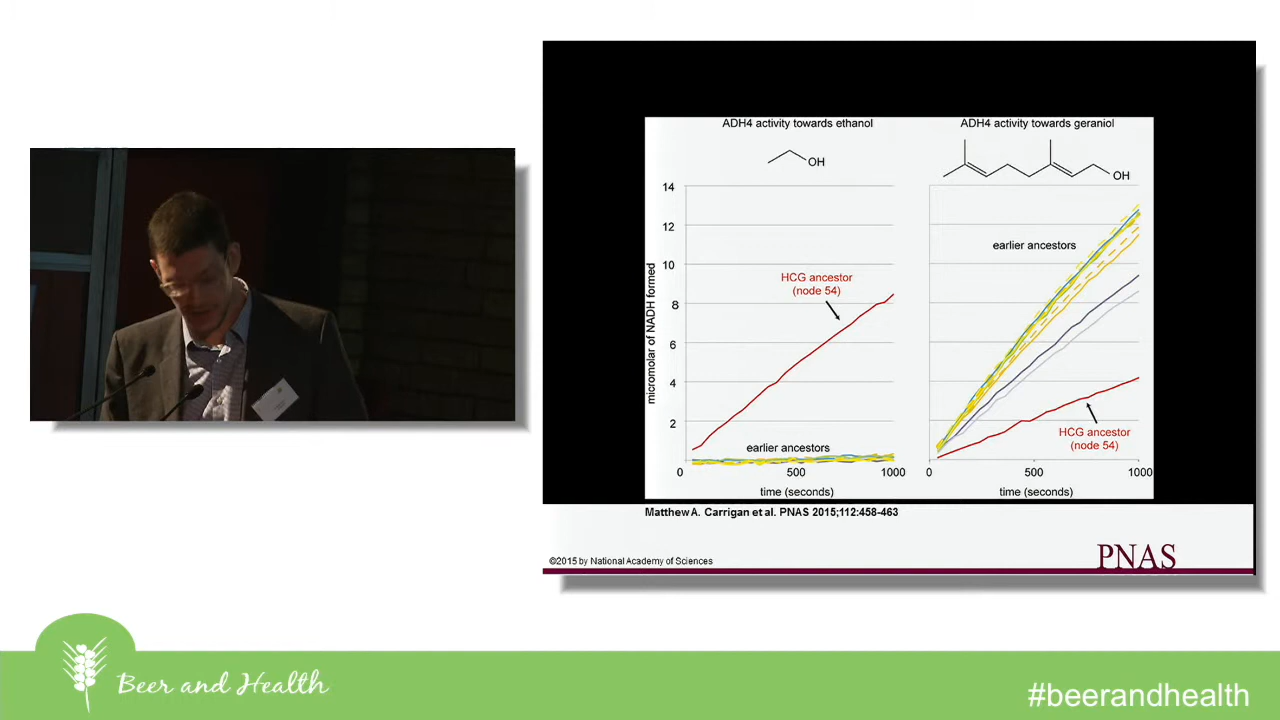 ADH4 activity towards ethanol
OH
14
12
10
8
6
4
2
0
500
1000
micromolar of NADH formed
HCG ancestor
(node 54)
earlier ancestors
time (seconds)
ADH4 activity towards geraniol
OH
earlier ancestors
HCG ancestor
(node 54)
0
500
1000
time (seconds)
Matthew A. Carrigan et al. PNAS 2015;112:458-463
©2015 by National Academy of Sciences
PNAS
Beer and Health
#beerandhealth